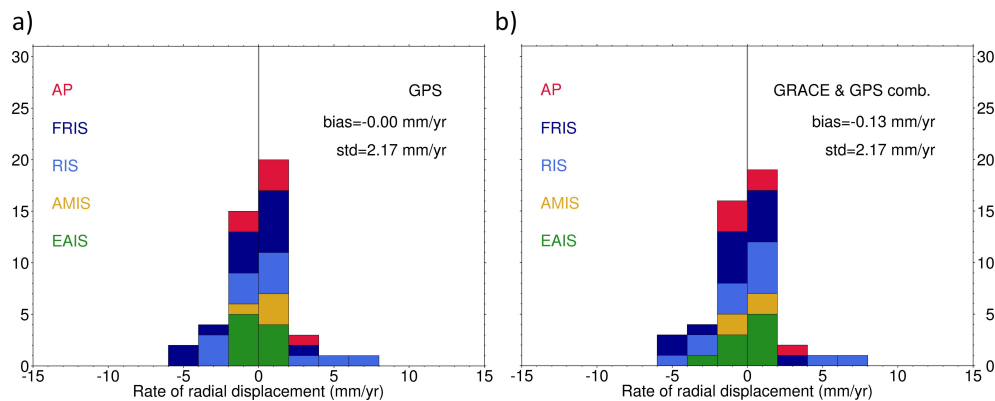 a)
30
25
20
15
10
5
0
-15
-10
-5
0
5
10
15
AP
FRIS
RIS
AMIS
EAIS
GPS
bias=-0.00 mm/yr
std=2.17 mm/yr
Rate of radial displacement (mm/yr)
b)
30
25
20
15
10
5
0
-15
-10
-5
0
5
10
15
AP
FRIS
RIS
AMIS
EAIS
GRACE & GPS comb.
bias=-0.13 mm/yr
std=2.17 mm/yr
Rate of radial displacement (mm/yr)